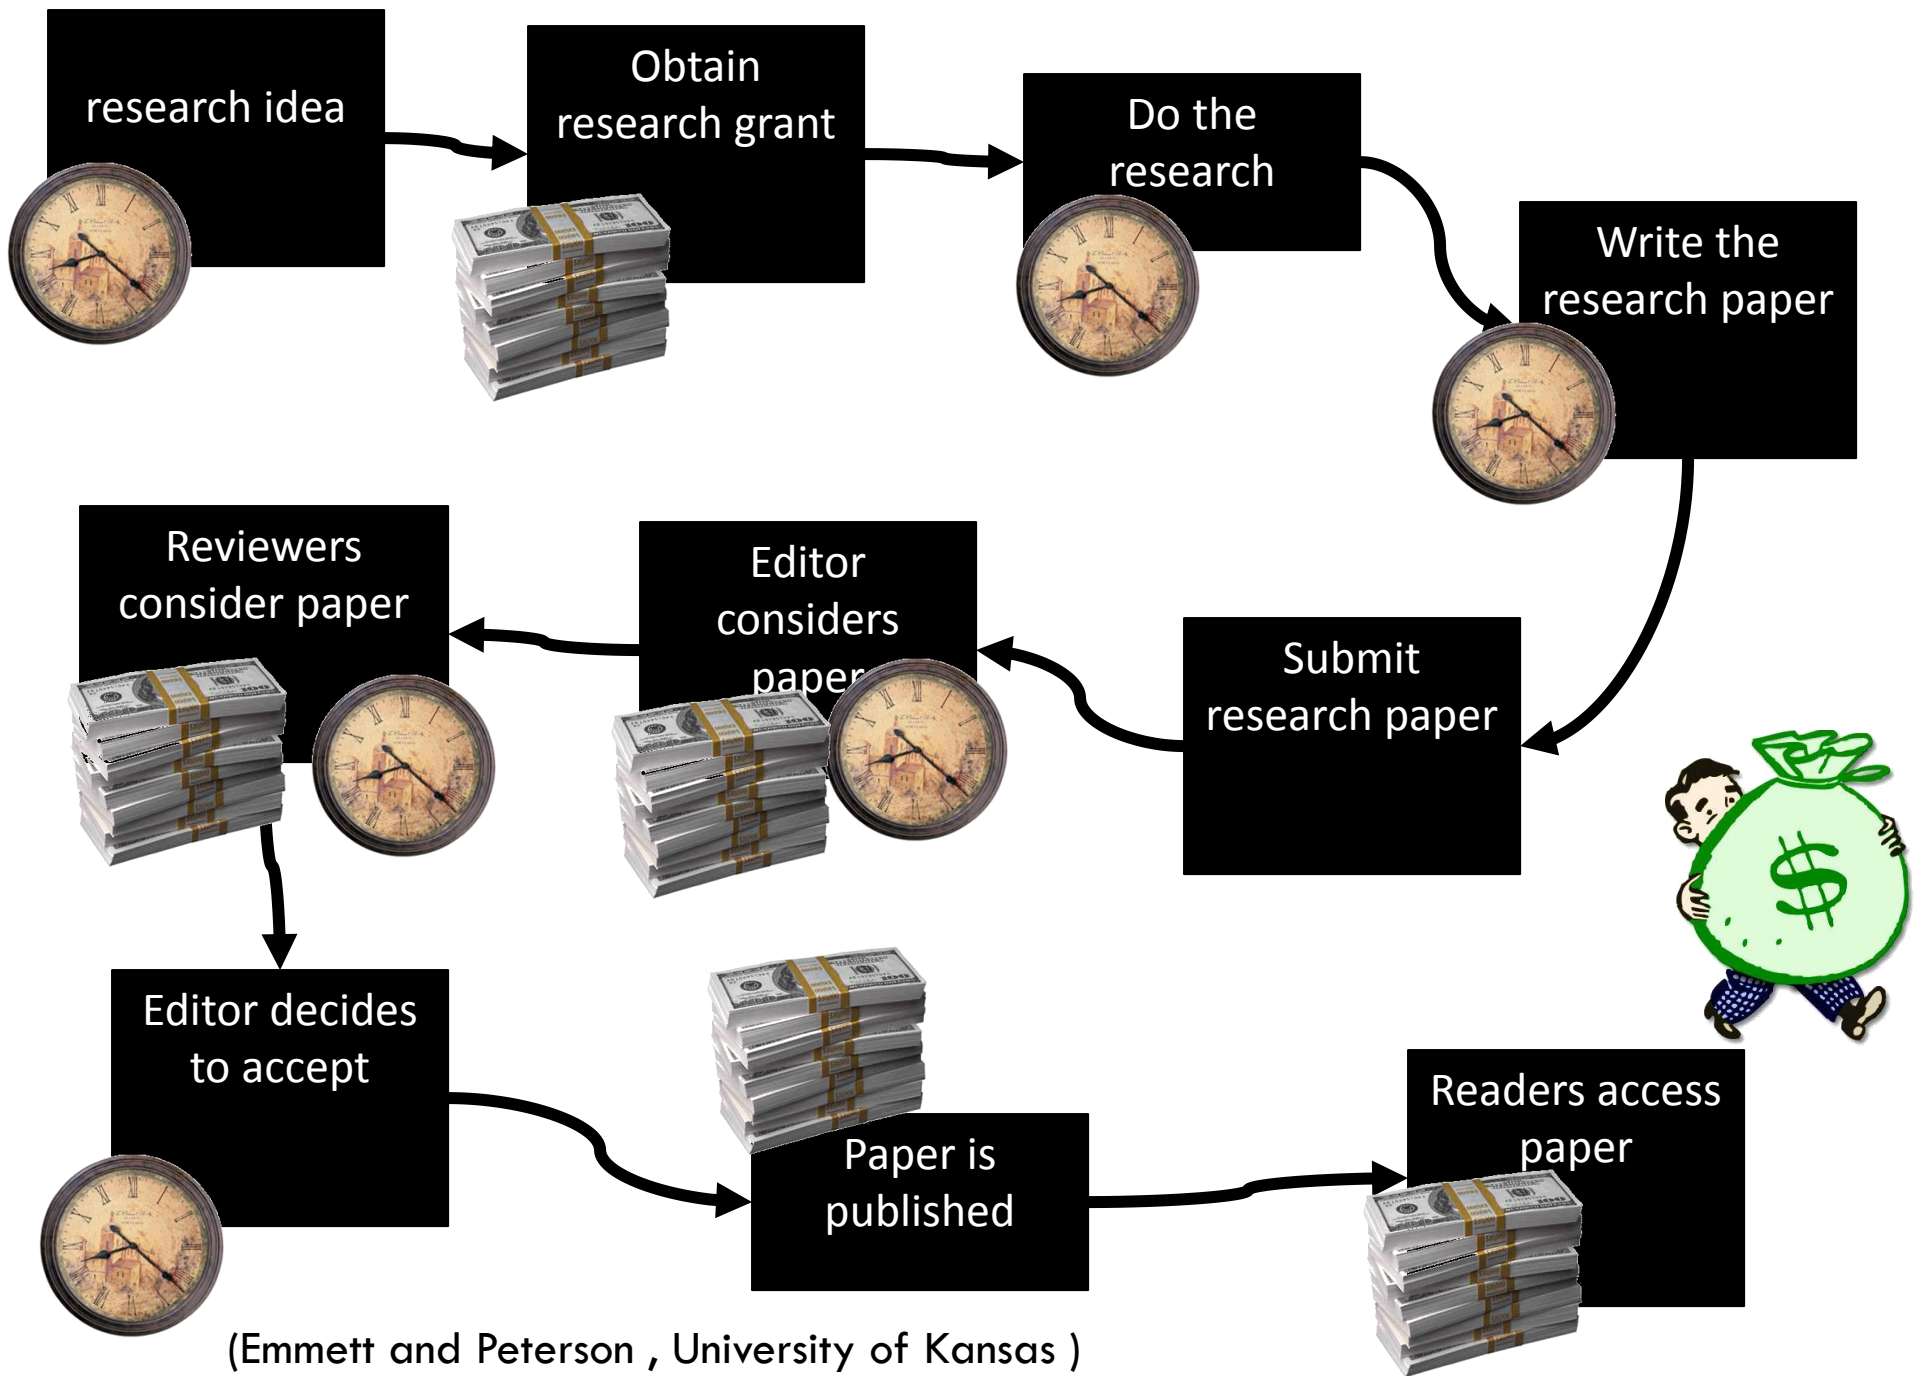 research idea
Obtain
research grant
Do the
research
Write the
research paper
Submit
research paper
Editor
considers
paper
Reviewers
consider paper
Editor decides
to accept
Paper is
published
Readers access
paper
$
(Emmett and Peterson , University of Kansas )